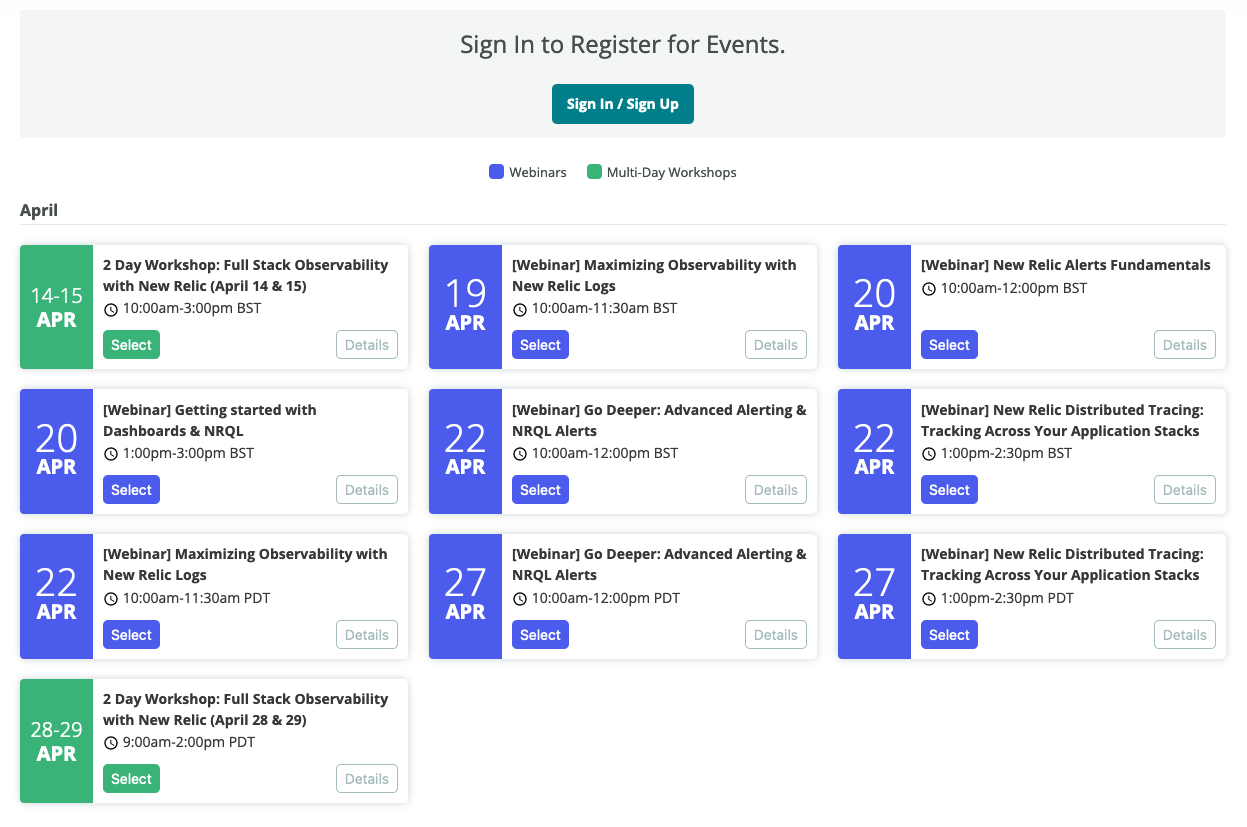 Sign In to Register for Events.
Sign In / Sign Up
Webinars
Multi-Day Workshops
April
14-15
APR
2 Day Workshop: Full Stack Observability
with New Relic (April 14 & 15)
10:00am-3:00pm BST
Select
Details
19
APR
[Webinar] Maximizing Observability with
New Relic Logs
10:00am-11:30am BST
Select
Details
20
APR
[Webinar] New Relic Alerts Fundamentals
10:00am-12:00pm BST
Select
Details
20
APR
[Webinar] Getting started with
Dashboards & NRQL
1:00pm-3:00pm BST
Select
Details
22
APR
[Webinar] Go Deeper: Advanced Alerting &
NRQL Alerts
10:00am-12:00pm BST
Select
Details
22
APR
[Webinar] New Relic Distributed Tracing:
Tracking Across Your Application Stacks
1:00pm-2:30pm BST
Select
Details
22
APR
[Webinar] Maximizing Observability with
New Relic Logs
10:00am-11:30am PDT
Select
Details
27
APR
[Webinar] Go Deeper: Advanced Alerting &
NRQL Alerts
10:00am-12:00pm PDT
Select
Details
27
APR
[Webinar] New Relic Distributed Tracing:
Tracking Across Your Application Stacks
1:00pm-2:30pm PDT
Select
Details
28-29
APR
2 Day Workshop: Full Stack Observability
with New Relic (April 28 & 29)
9:00am-2:00pm PDT
Select
Details